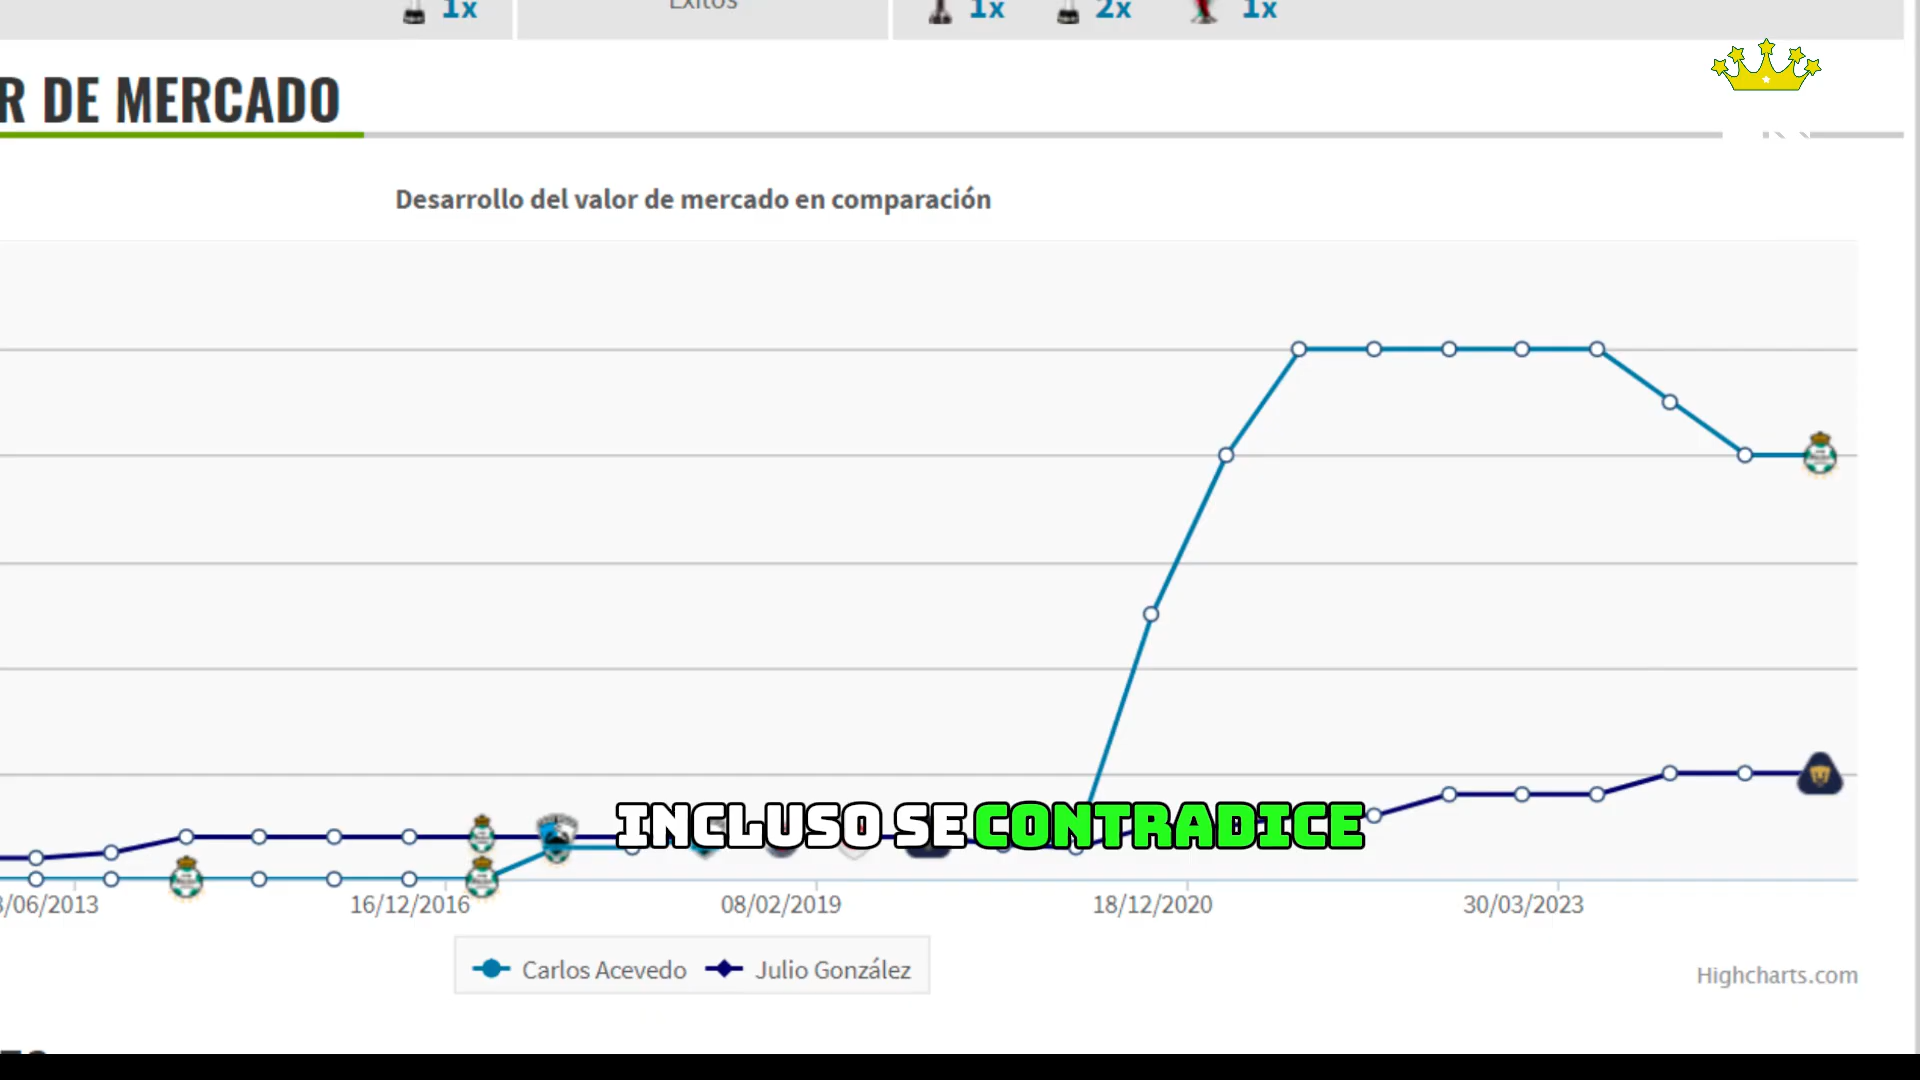 1x
Éxitos
1x 2x 1x
R DE MERCADO
Desarrollo del valor de mercado en comparación
INCLUSO SE CONTRADICE
/06/2013 16/12/2016 08/02/2019 18/12/2020 30/03/2023
Carlos Acevedo Julio González
Highcharts.com